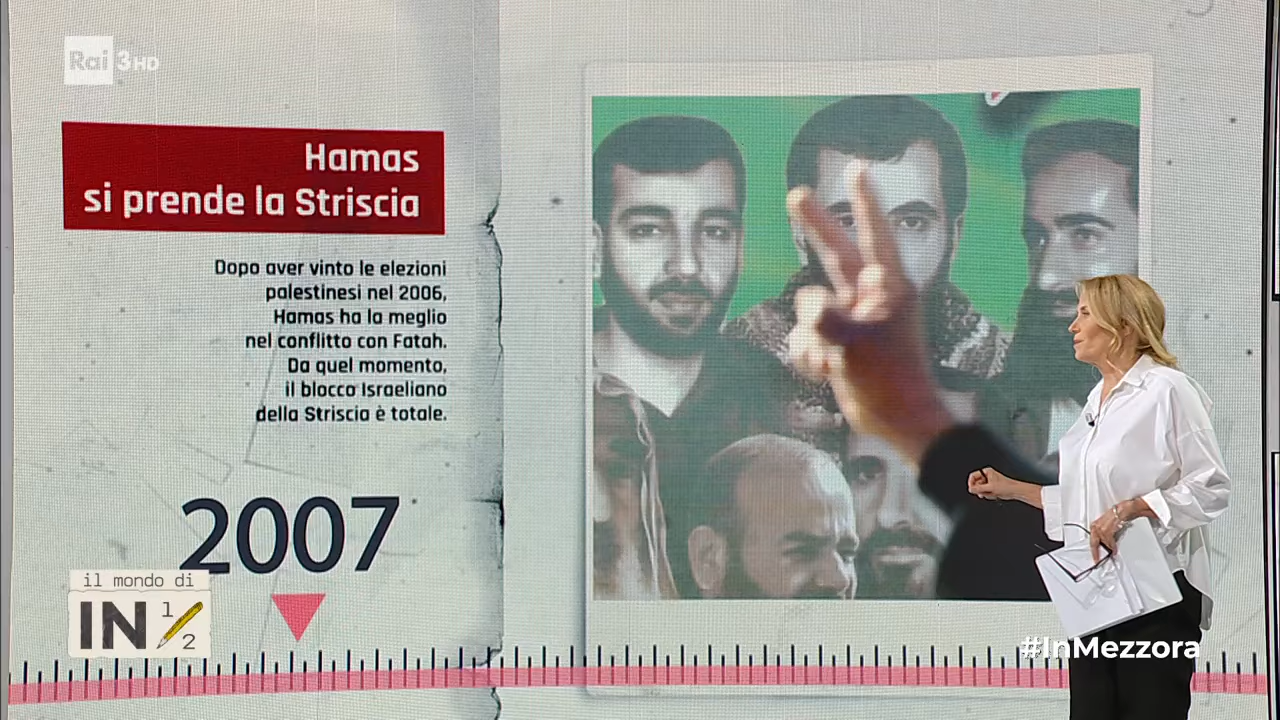 Rai 3HD
Hamas
si prende la Striscia
Dopo aver vinto le elezioni
palestinesi nel 2006,
Hamas ha la meglio
nel conflitto con Fatah.
Da quel momento,
il blocco Israeliano
della Striscia è totale.
2007
il mondo di
IN 1/2
#InMezzora